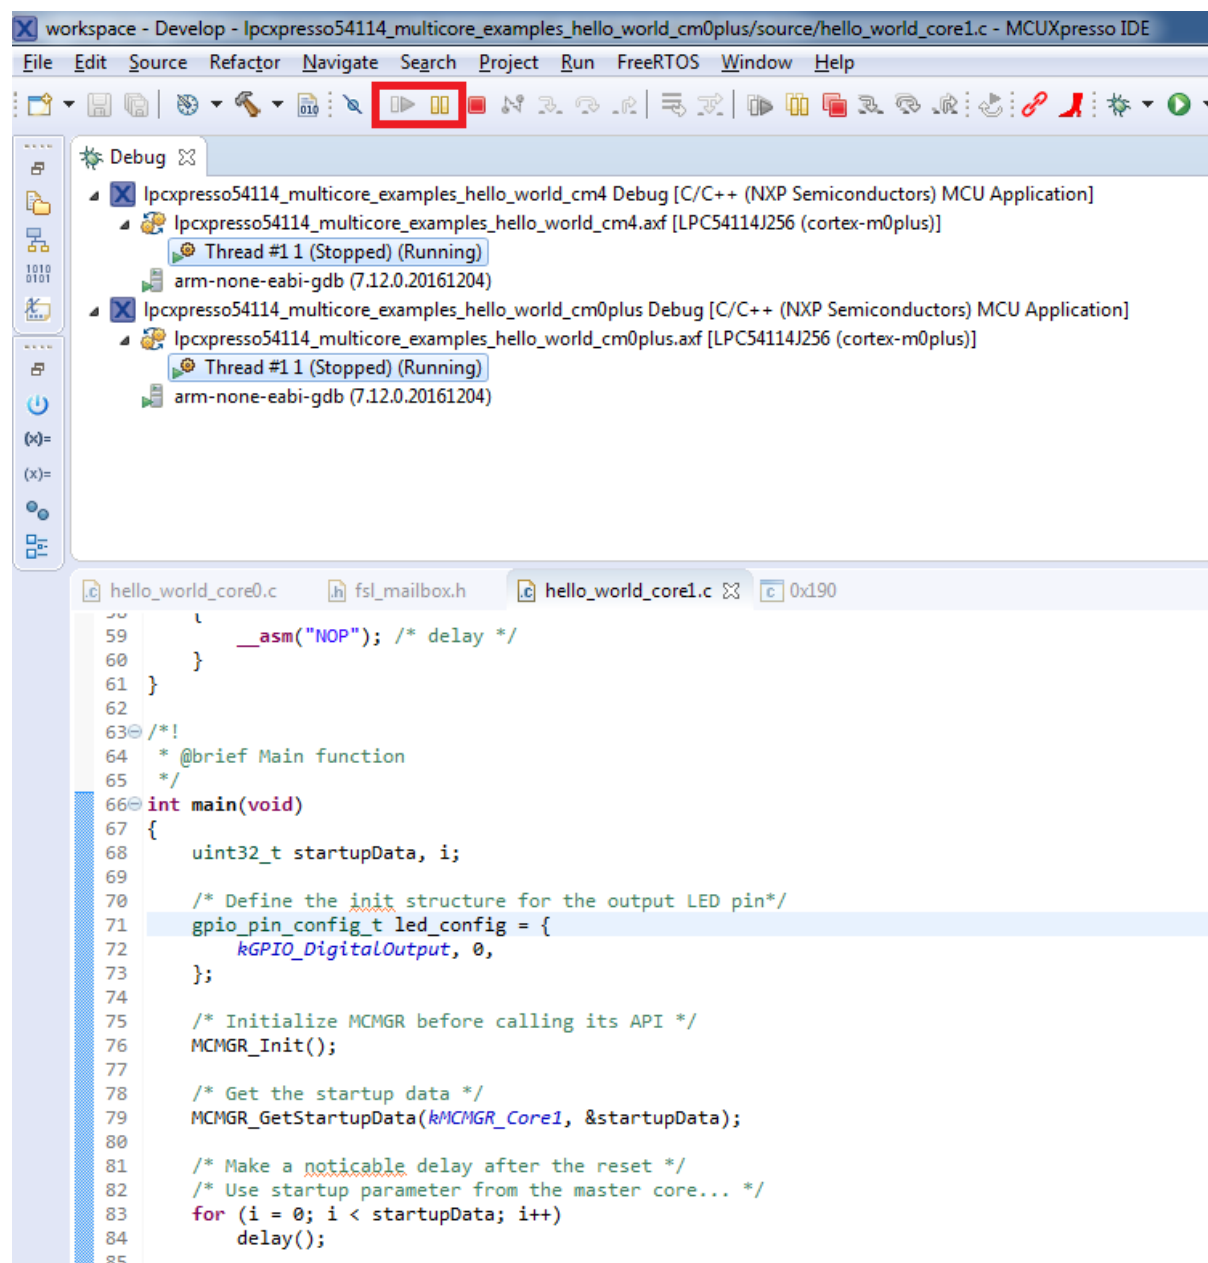 workspace - Develop - lpcxpresso54114_multicore_examples_hello_world_cm0plus/source/hello_world_core1.c - MCUXpresso IDE
File Edit Source Refactor Navigate Search Project Run FreeRTOS Window Help
010
Debug
lpcxpresso54114_multicore_examples_hello_world_cm4 Debug [C/C++ (NXP Semiconductors) MCU Application]
lpcxpresso54114_multicore_examples_hello_world_cm4.axf [LPC54114J256 (cortex-m0plus)]
Thread #1 1 (Stopped) (Running)
arm-none-eabi-gdb (7.12.0.20161204)
lpcxpresso54114_multicore_examples_hello_world_cm0plus Debug [C/C++ (NXP Semiconductors) MCU Application]
lpcxpresso54114_multicore_examples_hello_world_cm0plus.axf [LPC54114J256 (cortex-m0plus)]
Thread #1 1 (Stopped) (Running)
arm-none-eabi-gdb (7.12.0.20161204)
1010
0101
(x)=
(x)=
hello_world_core0.c fsl_mailbox.h hello_world_core1.c 0x190
58 {
59 __asm("NOP"); /* delay */
60 }
61 }
62
63 /*!
64 * @brief Main function
65 */
66 int main(void)
67 {
68 uint32_t startupData, i;
69
70 /* Define the init structure for the output LED pin*/
71 gpio_pin_config_t led_config = {
72 kGPIO_DigitalOutput, 0,
73 };
74
75 /* Initialize MCMGR before calling its API */
76 MCMGR_Init();
77
78 /* Get the startup data */
79 MCMGR_GetStartupData(kMCMGR_Core1, &startupData);
80
81 /* Make a noticable delay after the reset */
82 /* Use startup parameter from the master core... */
83 for (i = 0; i < startupData; i++)
84 delay();
85